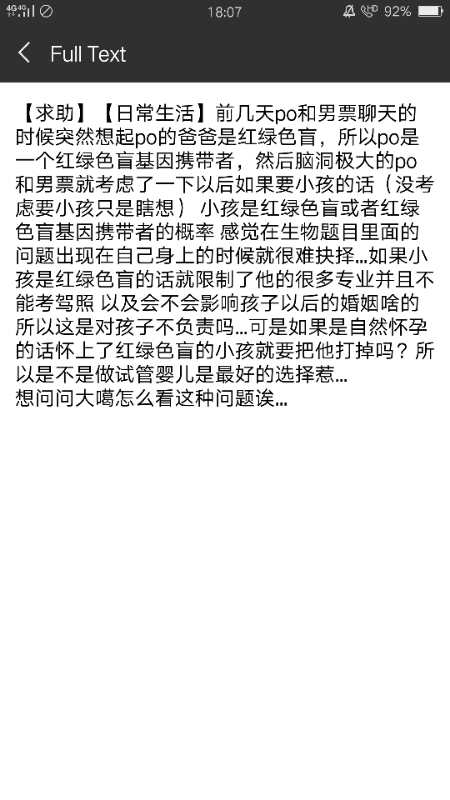 4G 4G 18:07 HD 92%
Full Text
【求助】【日常生活】前几天po和男票聊天的
时候突然想起po的爸爸是红绿色盲，所以po是
一个红绿色盲基因携带者，然后脑洞极大的po
和男票就考虑了一下以后如果要小孩的话（没考
虑要小孩只是瞎想） 小孩是红绿色盲或者红绿
色盲基因携带者的概率 感觉在生物题目里面的
问题出现在自己身上的时候就很难抉择...如果小
孩是红绿色盲的话就限制了他的很多专业并且不
能考驾照 以及会不会影响孩子以后的婚姻啥的
所以这是对孩子不负责吗...可是如果是自然怀孕
的话怀上了红绿色盲的小孩就要把他打掉吗？所
以是不是做试管婴儿是最好的选择惹...
想问问大噶怎么看这种问题诶...